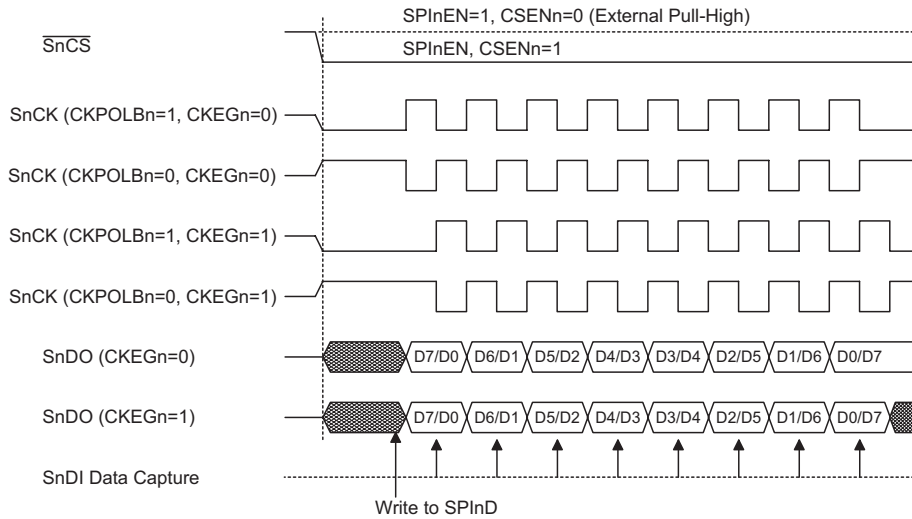 SPInEN=1, CSENn=0 (External Pull-High)
SnCS
SPInEN, CSENn=1
SnCK (CKPOLBn=1, CKEGn=0)
SnCK (CKPOLBn=0, CKEGn=0)
SnCK (CKPOLBn=1, CKEGn=1)
SnCK (CKPOLBn=0, CKEGn=1)
SnDO (CKEGn=0) D7/D0 D6/D1 D5/D2 D4/D3 D3/D4 D2/D5 D1/D6 D0/D7
SnDO (CKEGn=1) D7/D0 D6/D1 D5/D2 D4/D3 D3/D4 D2/D5 D1/D6 D0/D7
SnDI Data Capture
Write to SPInD